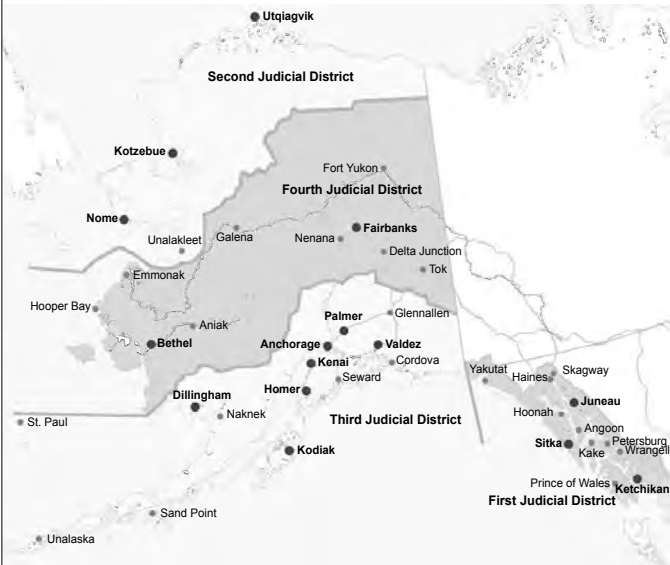 Utqiagvik
Second Judicial District
Kotzebue
Fort Yukon
Fourth Judicial District
Nome
Galena
Fairbanks
Nenana
Unalakleet
Delta Junction
Tok
Emmonak
Hooper Bay
Aniak
Palmer
Glennallen
Bethel
Anchorage
Valdez
Kenai
Cordova
Seward
Homer
Dillingham
Naknek
Third Judicial District
St. Paul
Kodiak
Yakutat
Skagway
Haines
Juneau
Hoonah
Angoon
Sitka
Petersburg
Kake
Wrangell
Prince of Wales
Ketchikan
First Judicial District
Sand Point
Unalaska